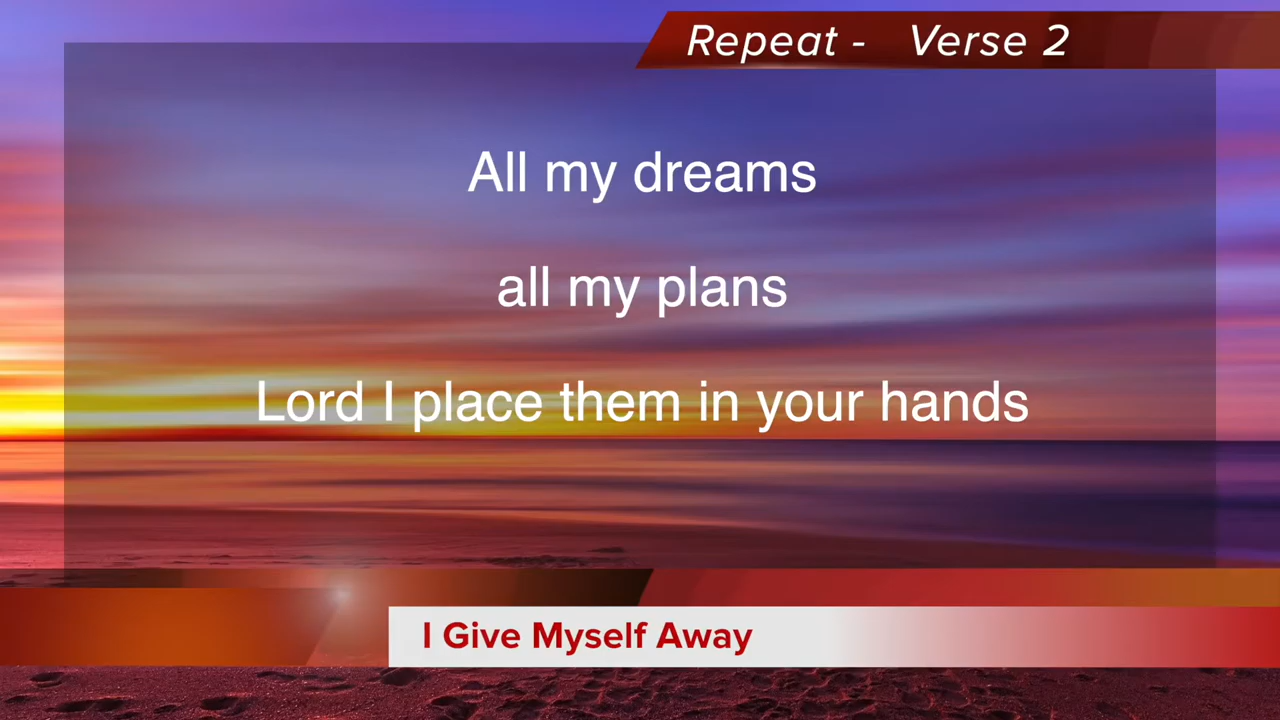 Repeat - Verse 2
All my dreams
all my plans
Lord I place them in your hands
I Give Myself Away